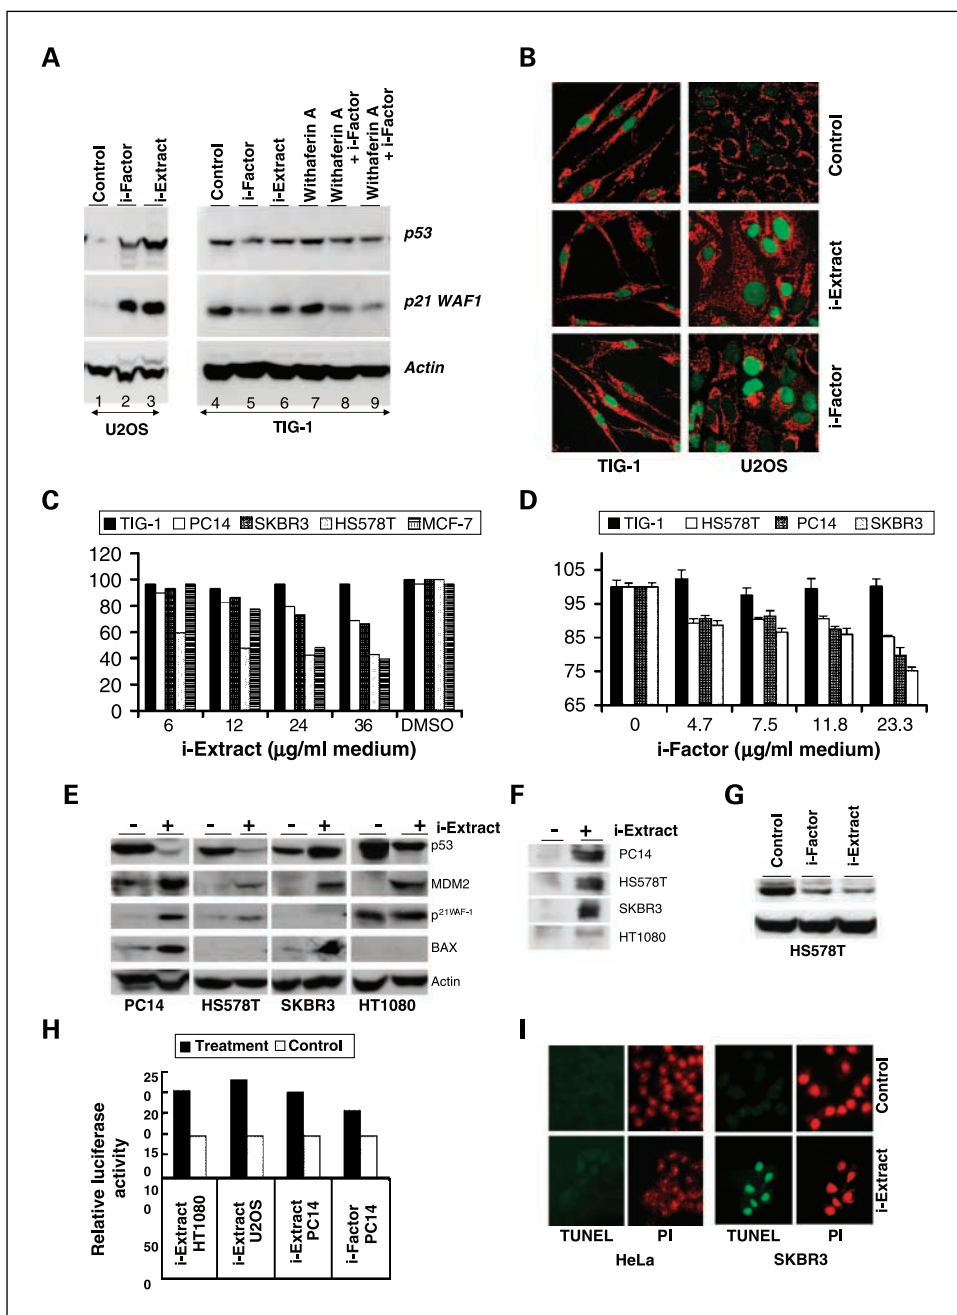 A
Control
i-Factor
i-Extract
Control
i-Factor
i-Extract
Withaferin A
Withaferin A
+ i-Factor
Withaferin A
+ i-Factor
p53
p21 WAF1
Actin
1 2 3 4 5 6 7 8 9
U2OS TIG-1
B
Control
i-Extract
i-Factor
TIG-1 U2OS
C
TIG-1 PC14 SKBR3 HS578T MCF-7
120
100
80
60
40
20
0
6 12 24 36 DMSO
i-Extract (μg/ml medium)
D
TIG-1 HS578T PC14 SKBR3
105
95
85
75
65
0 4.7 7.5 11.8 23.3
i-Factor (μg/ml medium)
E
- + - + - + - + i-Extract
p53
MDM2
p21WAF-1
BAX
Actin
PC14 HS578T SKBR3 HT1080
F
- + i-Extract
PC14
HS578T
SKBR3
HT1080
G
Control
i-Factor
i-Extract
HS578T
H
Treatment Control
Relative luciferase
activity
25
0
20
0
15
0
10
0
50
0
i-Extract
HT1080
i-Extract
U2OS
i-Extract
PC14
i-Factor
PC14
I
Control
i-Extract
TUNEL PI TUNEL PI
HeLa SKBR3